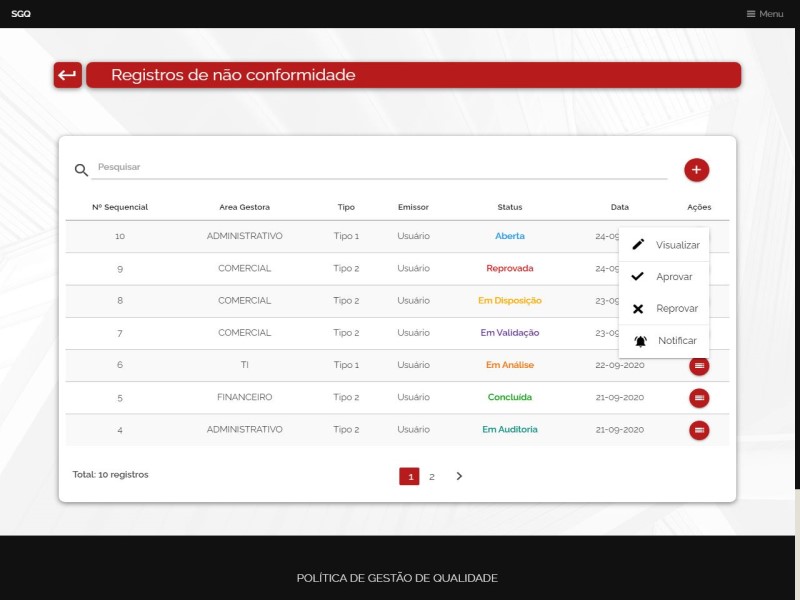 SGQ Menu
Registros de não conformidade
Pesquisar
Nº Sequencial Area Gestora Tipo Emissor Status Data Ações
10 ADMINISTRATIVO Tipo 1 Usuário Aberta 24-09 Visualizar
9 COMERCIAL Tipo 2 Usuário Reprovada 24-09 Aprovar
8 COMERCIAL Tipo 2 Usuário Em Disposição 23-09 Reprovar
7 COMERCIAL Tipo 2 Usuário Em Validação 23-09 Notificar
6 TI Tipo 1 Usuário Em Análise 22-09-2020
5 FINANCEIRO Tipo 2 Usuário Concluída 21-09-2020
4 ADMINISTRATIVO Tipo 2 Usuário Em Auditoria 21-09-2020
Total: 10 registros 1 2
POLÍTICA DE GESTÃO DE QUALIDADE